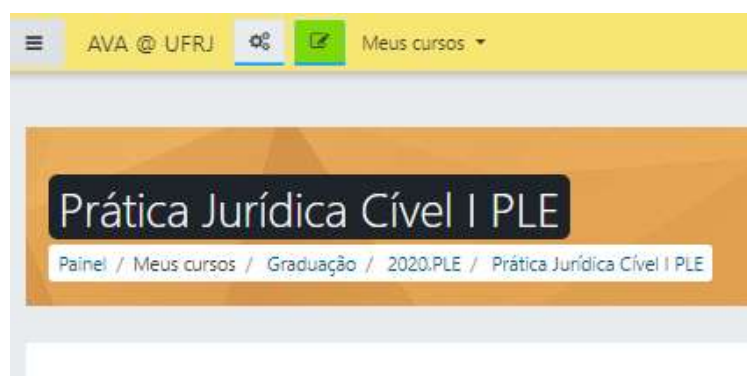 AVA @ UFRJ Meus cursos
Prática Jurídica Cível I PLE
Painel / Meus cursos / Graduação / 2020.PLE / Prática Jurídica Cível I PLE